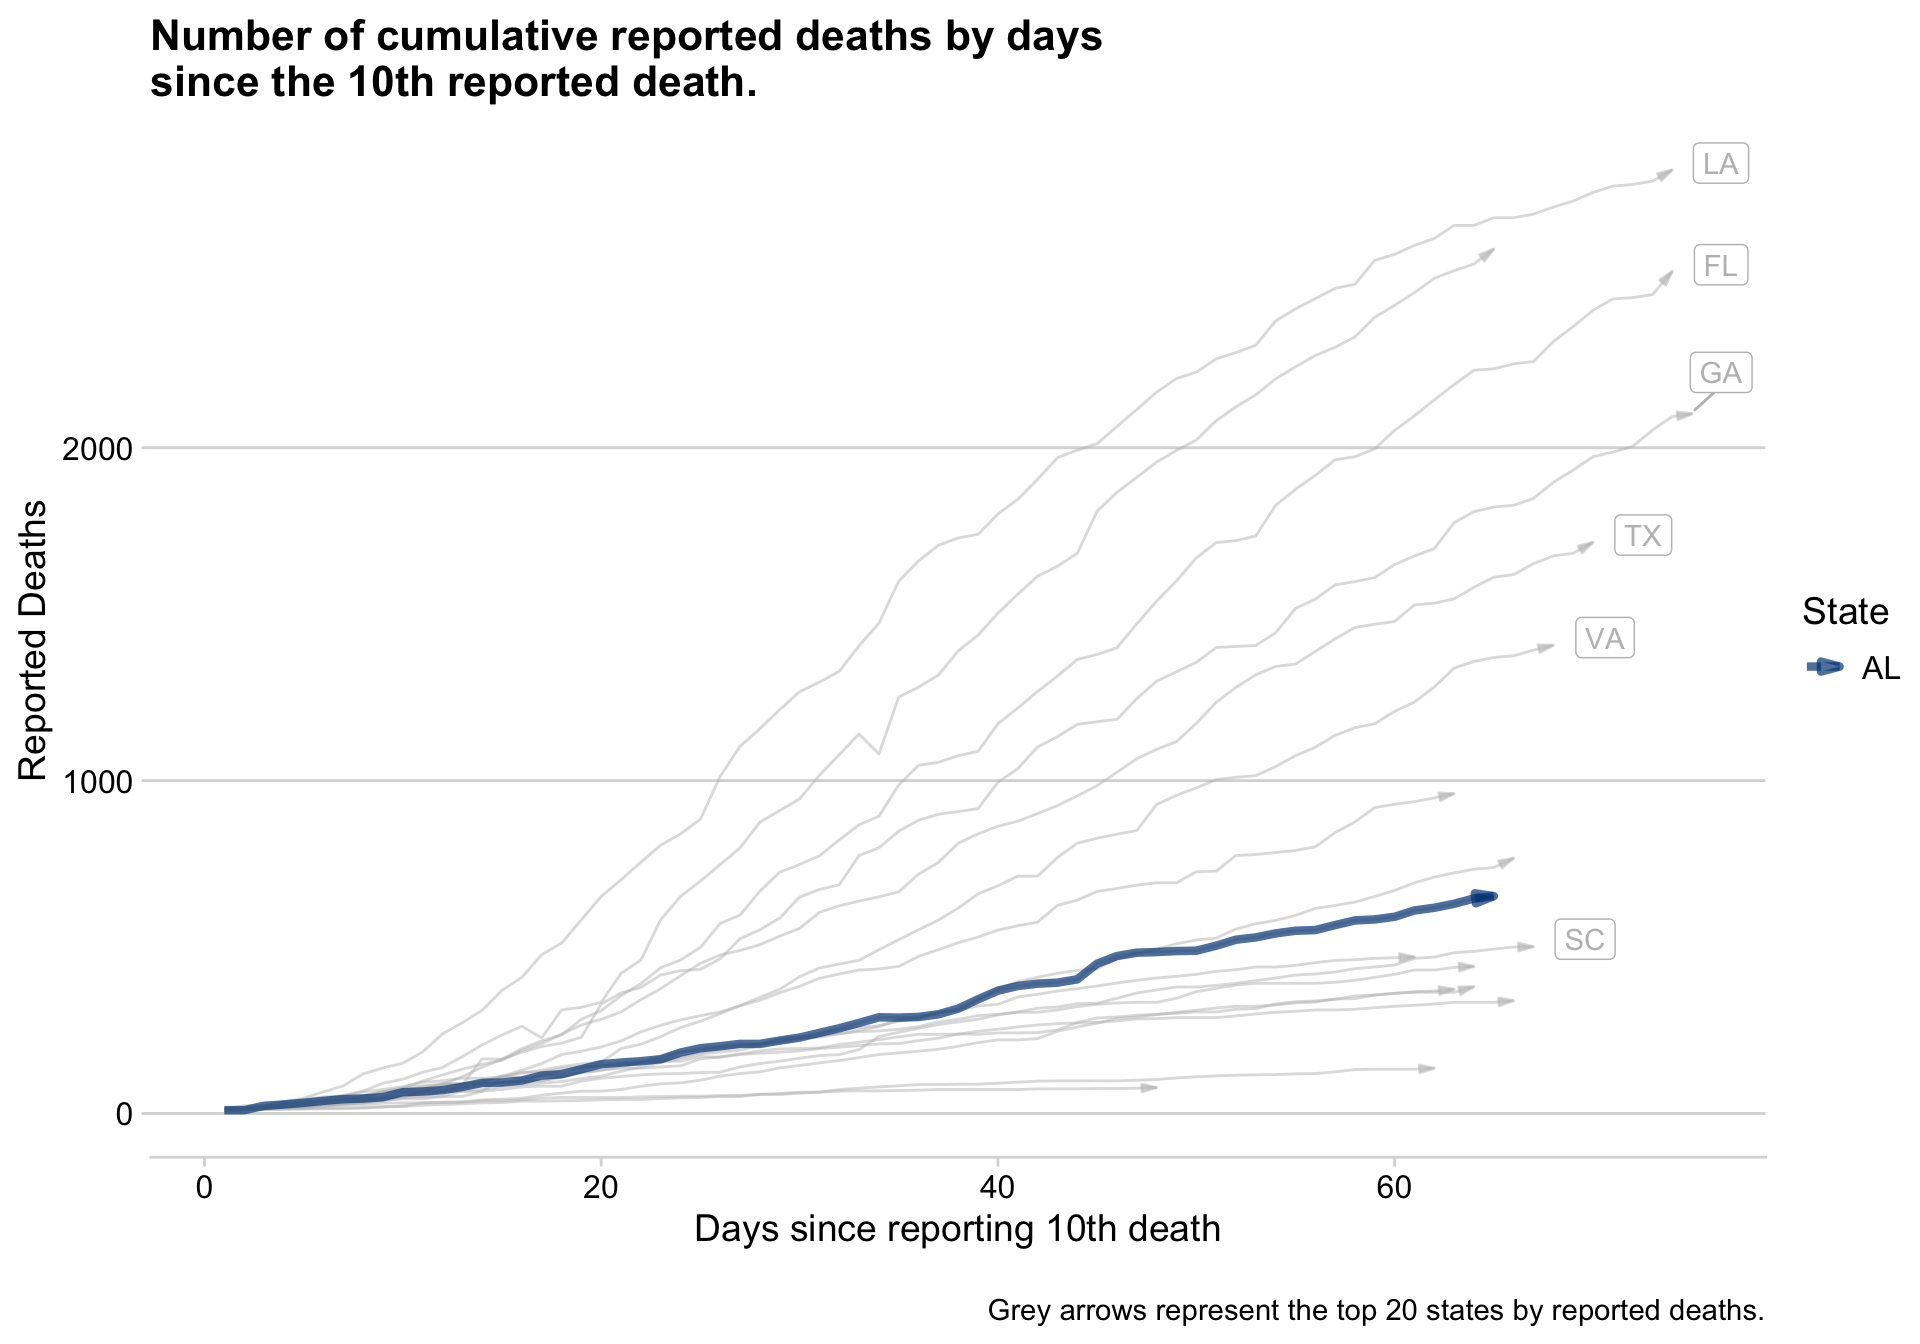 Number of cumulative reported deaths by days
since the 10th reported death.
LA
FL
GA
2000
TX
VA
Reported Deaths
State
AL
1000
SC
0
0 20 40 60
Days since reporting 10th death
Grey arrows represent the top 20 states by reported deaths.